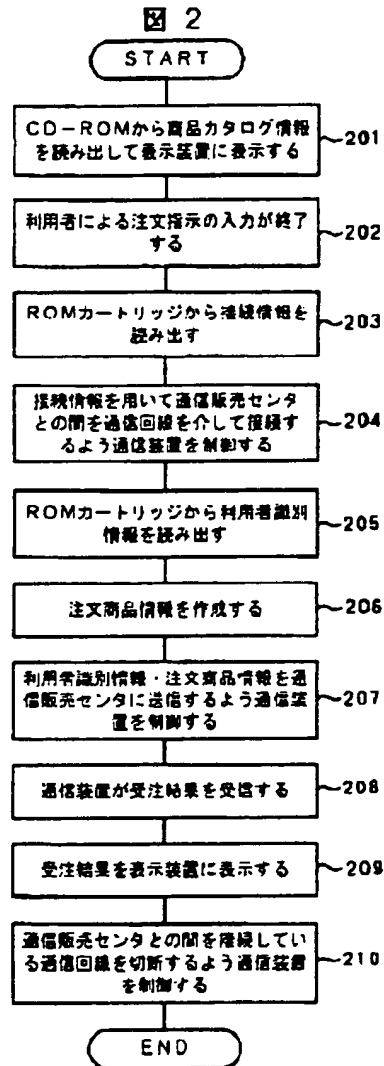 図 2
START
CD-ROMから商品カタログ情報
を読み出して表示装置に表示する
201
利用者による注文指示の入力が終了
する
202
ROMカートリッジから接続情報を
読み出す
203
接続情報を用いて通信販売センタ
との間を通信回線を介して接続す
るよう通信装置を制御する
204
ROMカートリッジから利用者識別
情報を読み出す
205
注文商品情報を作成する
206
利用者識別情報・注文商品情報を通
信販売センタに送信するよう通信装
置を制御する
207
通信装置が受注結果を受信する
208
受注結果を表示装置に表示する
209
通信販売センタとの間を接続してい
る通信回線を切断するよう通信装置
を制御する
210
END